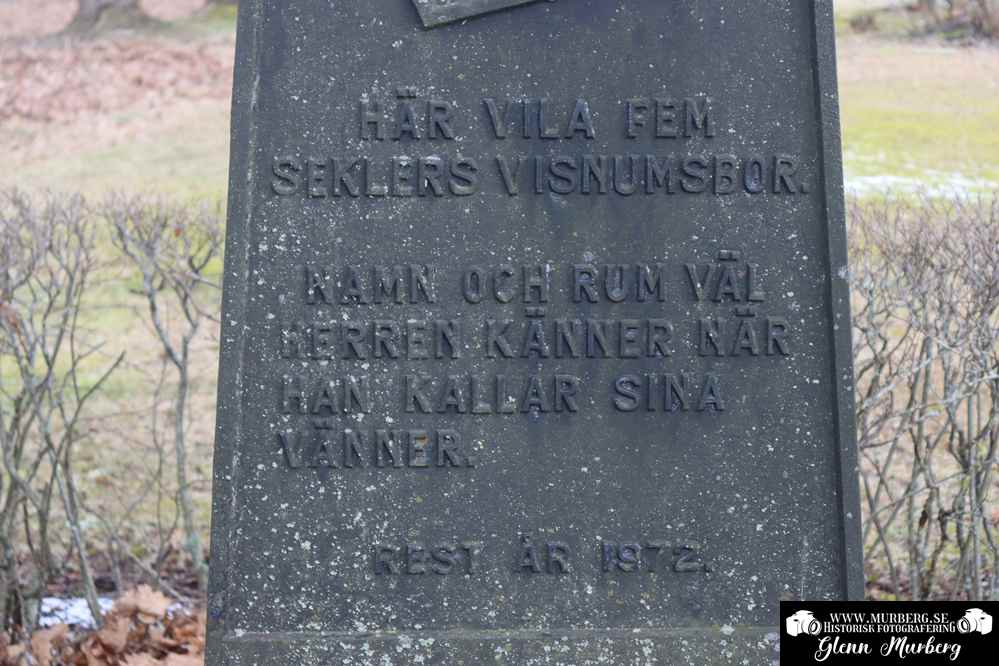 HÄR VILA FEM
SEKLERS VISNUMSBOR.
NAMN OCH RUM VÄL
HERREN KÄNNER NÄR
HAN KALLAR SINA
VÄNNER.
REST ÅR 1972.
WWW.MURBERG.SE
HISTORISK FOTOGRAFERING
Glenn Murberg